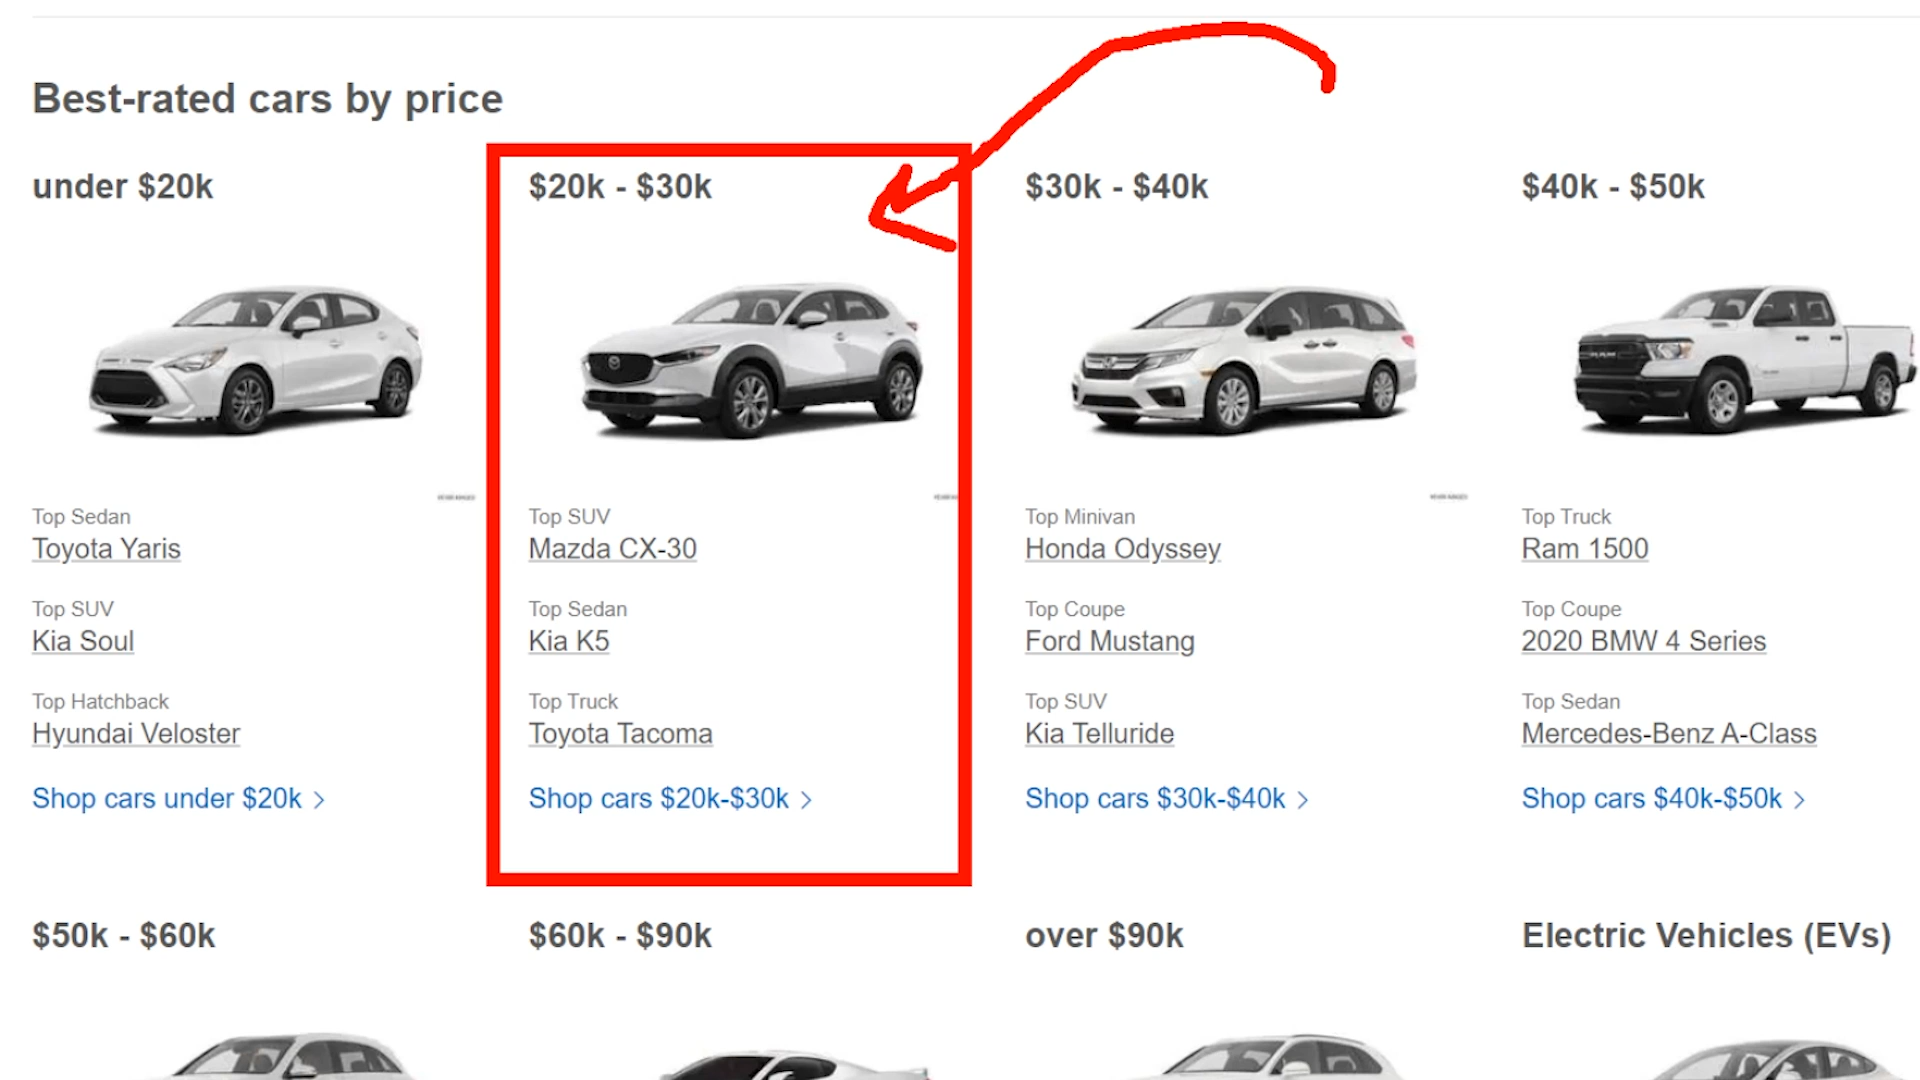 Best-rated cars by price
under $20k
Top Sedan
Toyota Yaris
Top SUV
Kia Soul
Top Hatchback
Hyundai Veloster
Shop cars under $20k >
$20k - $30k
Top SUV
Mazda CX-30
Top Sedan
Kia K5
Top Truck
Toyota Tacoma
Shop cars $20k-$30k >
$30k - $40k
Top Minivan
Honda Odyssey
Top Coupe
Ford Mustang
Top SUV
Kia Telluride
Shop cars $30k-$40k >
$40k - $50k
Top Truck
Ram 1500
Top Coupe
2020 BMW 4 Series
Top Sedan
Mercedes-Benz A-Class
Shop cars $40k-$50k >
$50k - $60k
$60k - $90k
over $90k
Electric Vehicles (EVs)